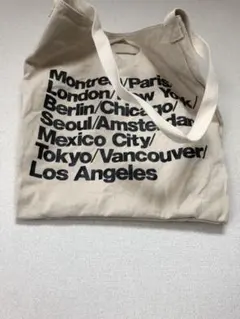 Montreal/Paris/
London/New York/
Berlin/Chicago/
Seoul/Amsterdam/
Mexico City/
Tokyo/Vancouver/
Los Angeles